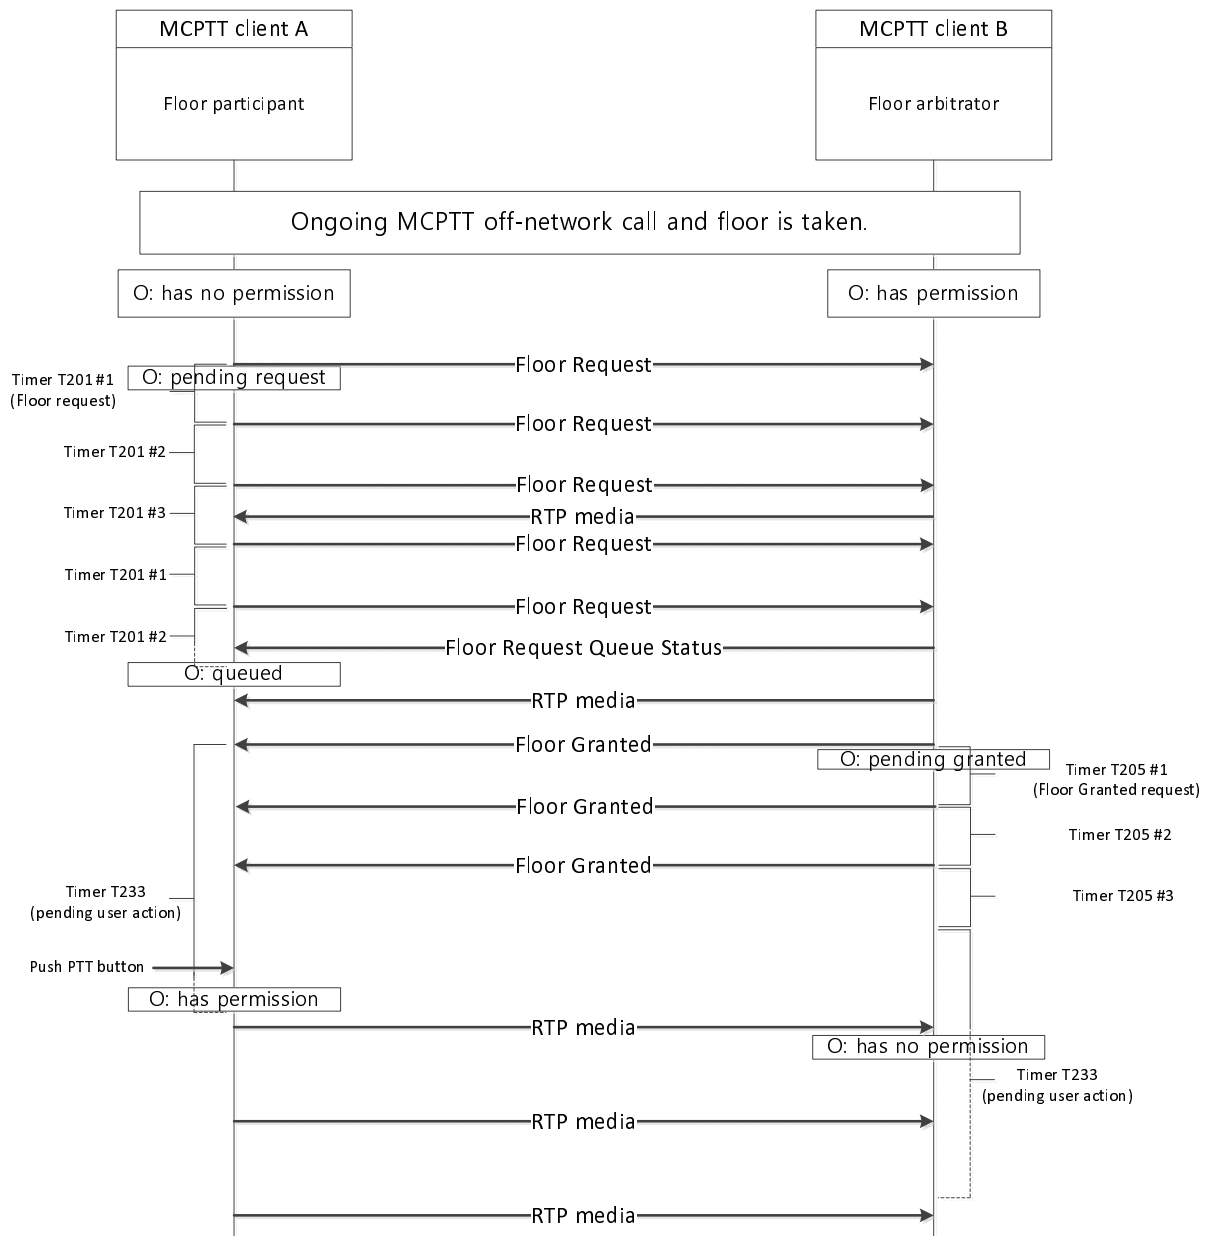 MCPTT client A
MCPTT client B
Floor participant
Floor arbitrator
Ongoing MCPTT off-network call and floor is taken.
O: has no permission
O: has permission
Floor Request
O: pending request
Timer T201 #1
(Floor request)
Floor Request
Timer T201 #2
Floor Request
Timer T201 #3
RTP media
Floor Request
Timer T201 #1
Floor Request
Timer T201 #2
Floor Request Queue Status
O: queued
RTP media
Floor Granted
O: pending granted
Timer T205 #1
(Floor Granted request)
Floor Granted
Timer T205 #2
Floor Granted
Timer T233
(pending user action)
Timer T205 #3
Push PTT button
O: has permission
RTP media
O: has no permission
Timer T233
(pending user action)
RTP media
RTP media